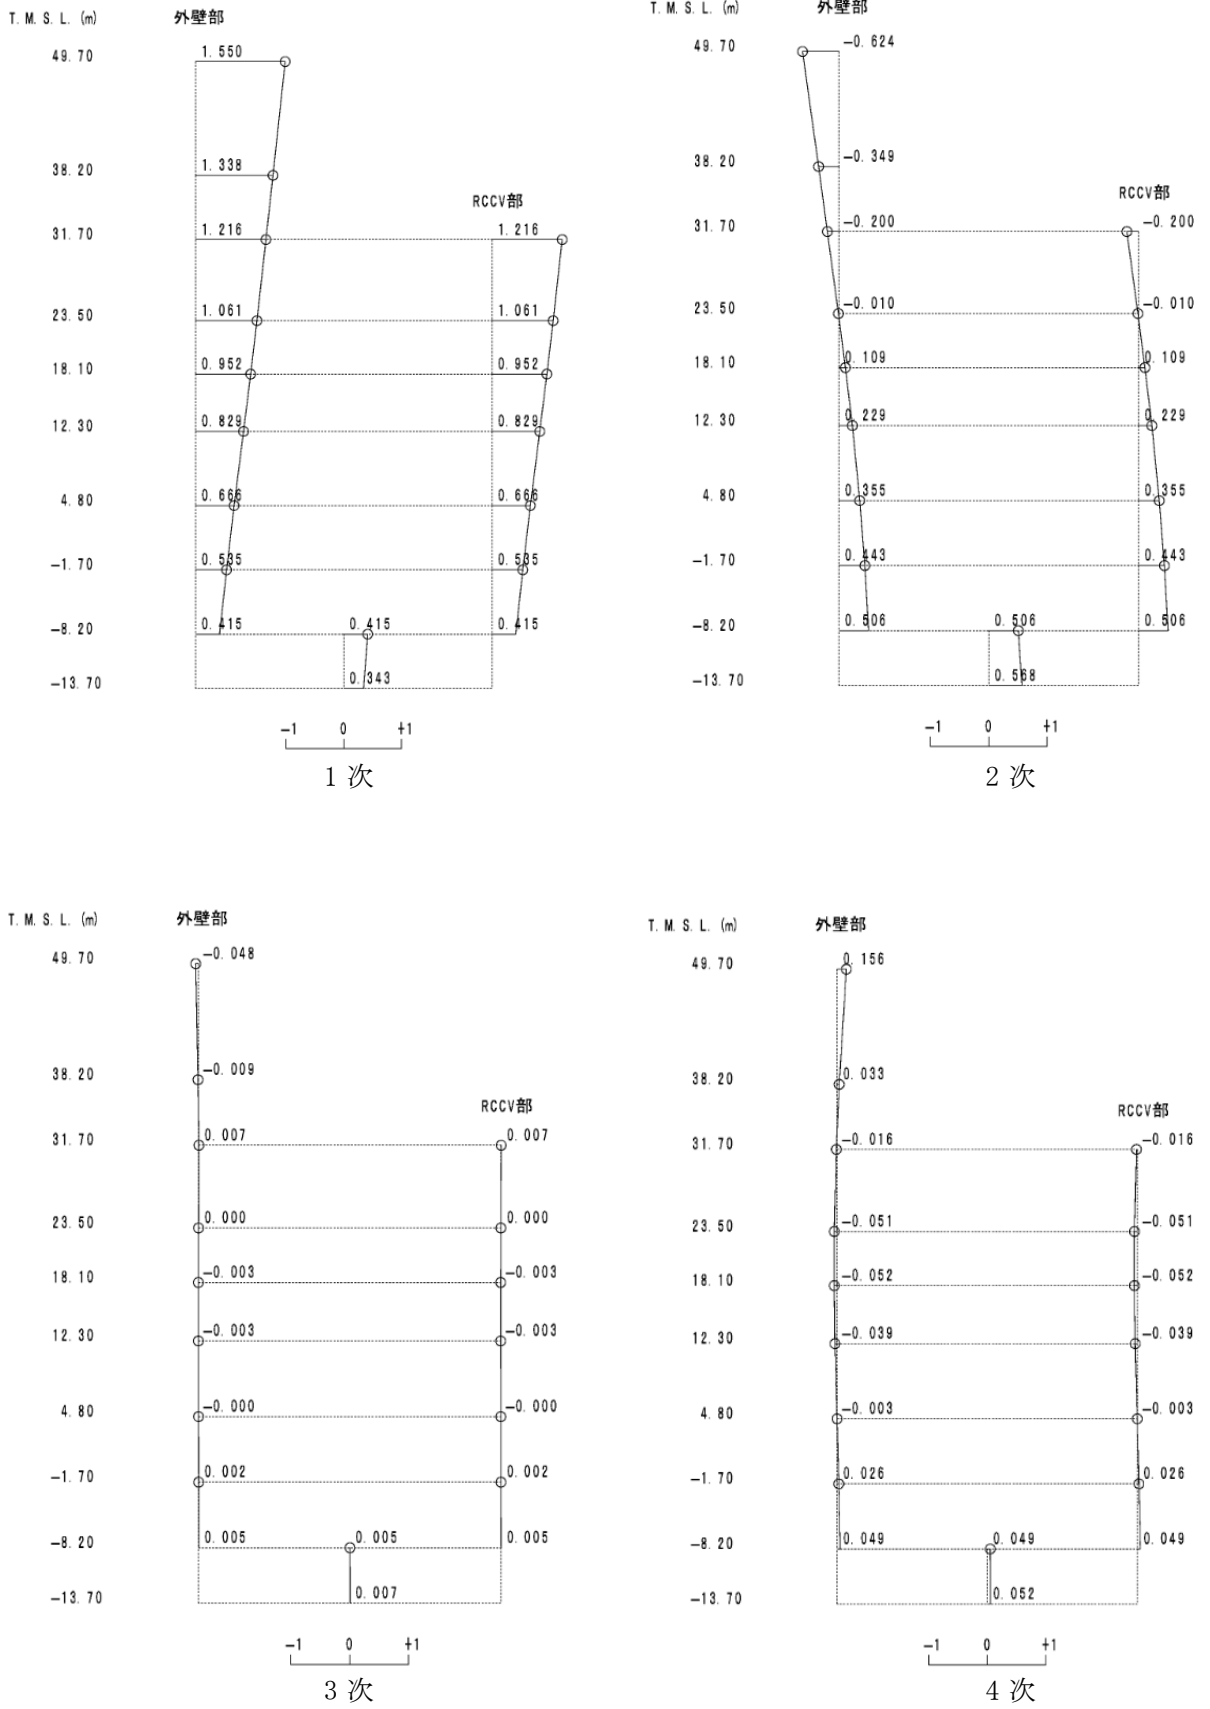 T. M. S. L. (m) 外壁部
49. 70 1. 550
38. 20 1. 338
RCCV部
31. 70 1. 216 1. 216
23. 50 1. 061 1. 061
18. 10 0. 952 0. 952
12. 30 0. 829 0. 829
4. 80 0. 666 0. 666
-1. 70 0. 535 0. 535
-8. 20 0. 415 0. 415 0. 415
-13. 70 0. 343
-1 0 +1
1 次
T. M. S. L. (m) 外壁部
49. 70 -0. 624
38. 20 -0. 349
RCCV部
31. 70 -0. 200 -0. 200
23. 50 -0. 010 -0. 010
18. 10 0. 109 0. 109
12. 30 0. 229 0. 229
4. 80 0. 355 0. 355
-1. 70 0. 443 0. 443
-8. 20 0. 506 0. 506 0. 506
-13. 70 0. 568
-1 0 +1
2 次
T. M. S. L. (m) 外壁部
49. 70 -0. 048
38. 20 -0. 009
RCCV部
31. 70 0. 007 0. 007
23. 50 0. 000 0. 000
18. 10 -0. 003 -0. 003
12. 30 -0. 003 -0. 003
4. 80 -0. 000 -0. 000
-1. 70 0. 002 0. 002
-8. 20 0. 005 0. 005 0. 005
-13. 70 0. 007
-1 0 +1
3 次
T. M. S. L. (m) 外壁部
49. 70 0. 156
38. 20 0. 033
RCCV部
31. 70 -0. 016 -0. 016
23. 50 -0. 051 -0. 051
18. 10 -0. 052 -0. 052
12. 30 -0. 039 -0. 039
4. 80 -0. 003 -0. 003
-1. 70 0. 026 0. 026
-8. 20 0. 049 0. 049 0. 049
-13. 70 0. 052
-1 0 +1
4 次